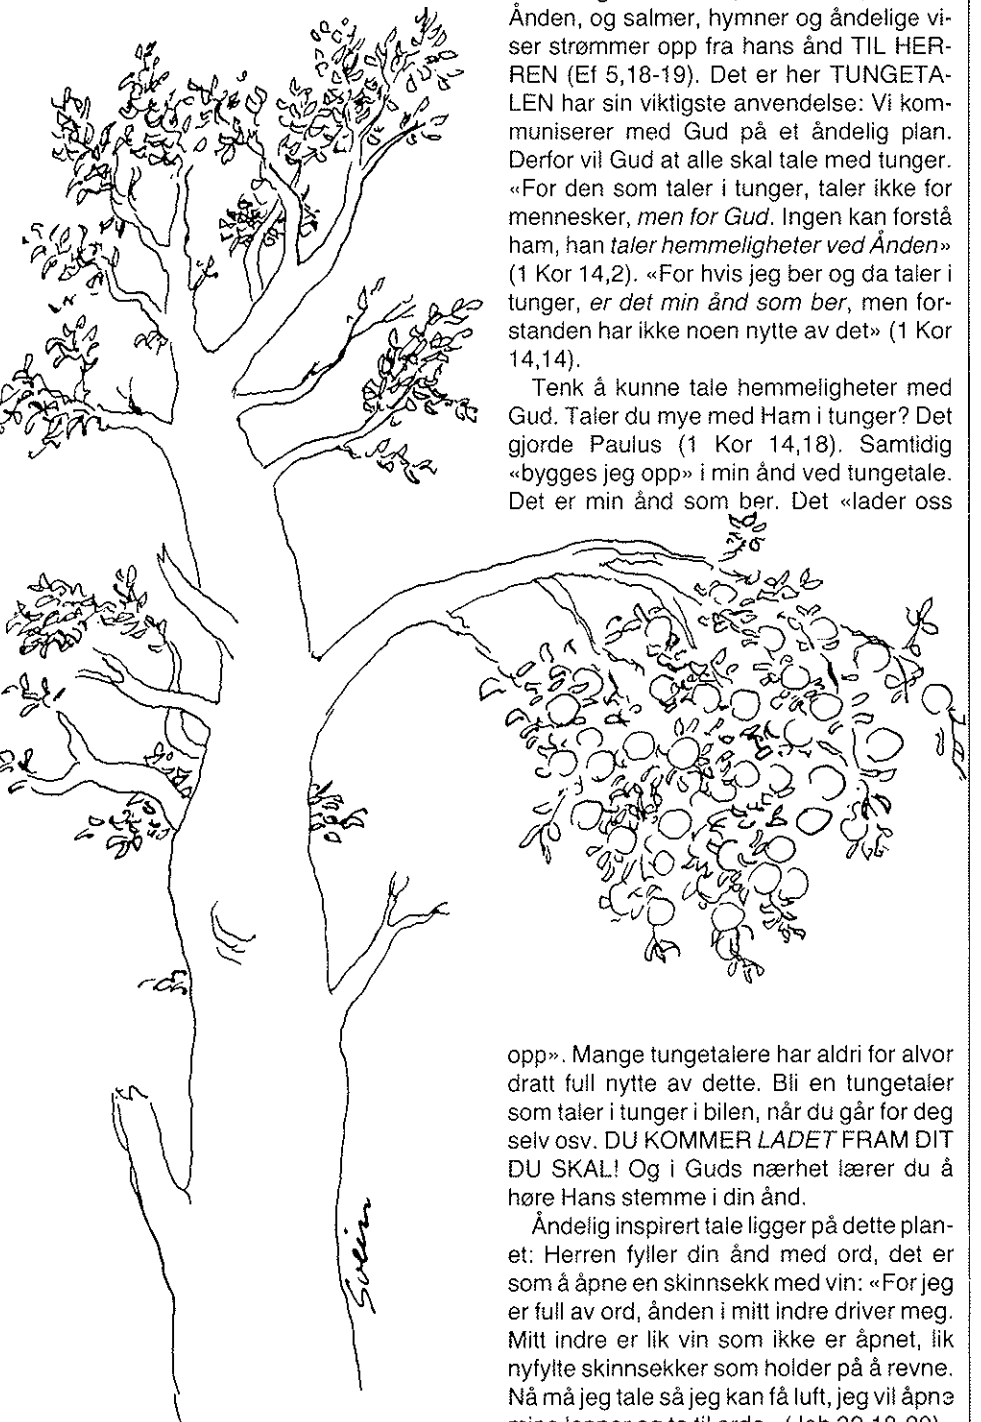 Ånden, og salmer, hymner og åndelige vi-
ser strømmer opp fra hans ånd TIL HER-
REN (Ef 5,18-19). Det er her TUNGETA-
LEN har sin viktigste anvendelse: Vi kom-
muniserer med Gud på et åndelig plan.
Derfor vil Gud at alle skal tale med tunger.
«For den som taler i tunger, taler ikke for
mennesker, men for Gud. Ingen kan forstå
ham, han taler hemmeligheter ved Ånden»
(1 Kor 14,2). «For hvis jeg ber og da taler i
tunger, er det min ånd som ber, men for-
standen har ikke noen nytte av det» (1 Kor
14,14).
Tenk å kunne tale hemmeligheter med
Gud. Taler du mye med Ham i tunger? Det
gjorde Paulus (1 Kor 14,18). Samtidig
«bygges jeg opp» i min ånd ved tungetale.
Det er min ånd som ber. Det «lader oss
opp». Mange tungetalere har aldri for alvor
dratt full nytte av dette. Bli en tungetaler
som taler i tunger i bilen, når du går for deg
selv osv. DU KOMMER LADET FRAM DIT
DU SKAL! Og i Guds nærhet lærer du å
høre Hans stemme i din ånd.
Åndelig inspirert tale ligger på dette plan-
et: Herren fyller din ånd med ord, det er
som å åpne en skinnsekk med vin: «For jeg
er full av ord, ånden i mitt indre driver meg.
Mitt indre er lik vin som ikke er åpnet, lik
nyfylte skinnsekker som holder på å revne.
Nå må jeg tale så jeg kan få luft, jeg vil åpne